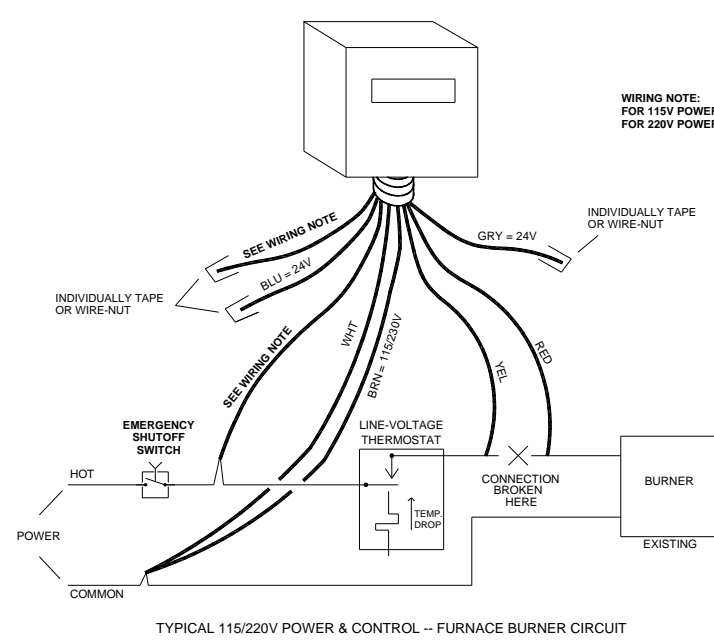 WIRING NOTE:
FOR 115V POWER
FOR 220V POWER
SEE WIRING NOTE
BLU = 24V
GRY = 24V
INDIVIDUALLY TAPE
OR WIRE-NUT
INDIVIDUALLY TAPE
OR WIRE-NUT
SEE WIRING NOTE
WHT
BRN = 115/230V
YEL
RED
EMERGENCY
SHUTOFF
SWITCH
LINE-VOLTAGE
THERMOSTAT
HOT
CONNECTION
BROKEN
HERE
BURNER
TEMP.
DROP
POWER
EXISTING
COMMON
TYPICAL 115/220V POWER & CONTROL -- FURNACE BURNER CIRCUIT